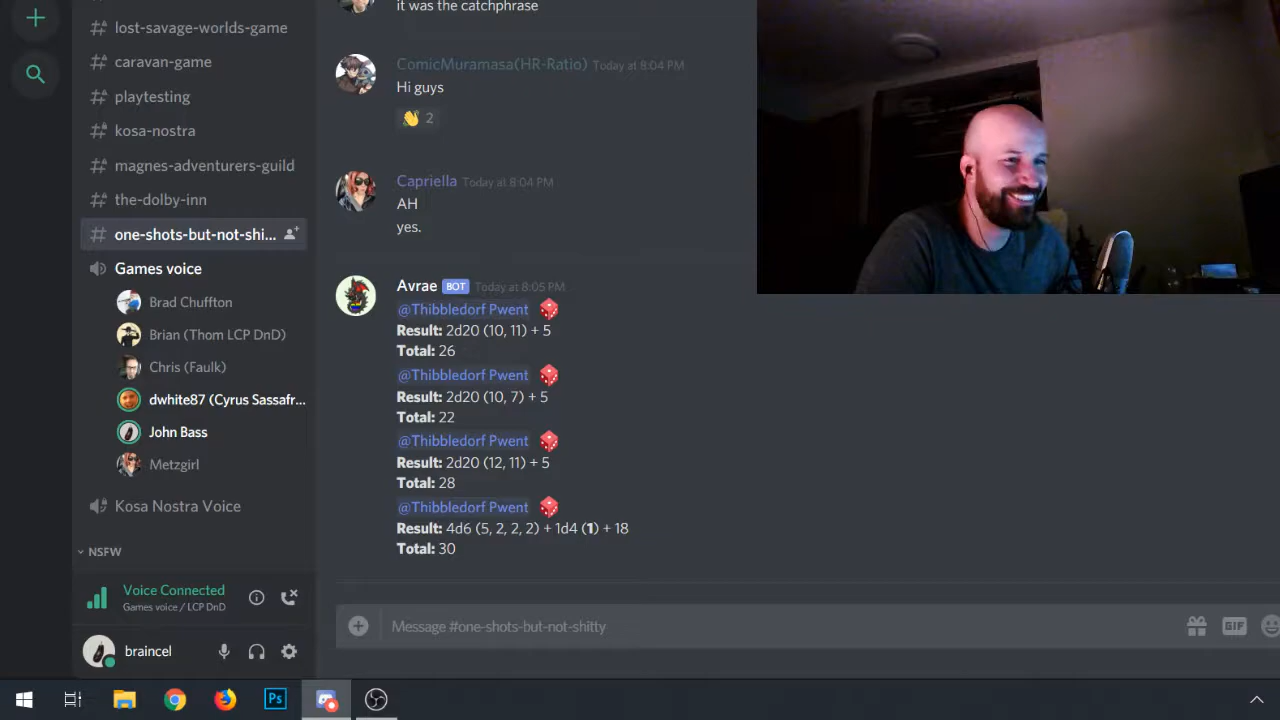 lost-savage-worlds-game
caravan-game
playtesting
kosa-nostra
magnes-adventurers-guild
the-dolby-inn
one-shots-but-not-shi...
Games voice
Brad Chuffton
Brian (Thom LCP DnD)
Chris (Faulk)
dwhite87 (Cyrus Sassafr...
John Bass
Metzgirl
Kosa Nostra Voice
NSFW
Voice Connected
Games voice / LCP DnD
braincel
it was the catchphrase
ComicMuramasa(HR-Ratio) Today at 8:04 PM
Hi guys
2
Capriella Today at 8:04 PM
AH
yes.
Avrae BOT Today at 8:05 PM
@Thibbledorf Pwent
Result: 2d20 (10, 11) + 5
Total: 26
@Thibbledorf Pwent
Result: 2d20 (10, 7) + 5
Total: 22
@Thibbledorf Pwent
Result: 2d20 (12, 11) + 5
Total: 28
@Thibbledorf Pwent
Result: 4d6 (5, 2, 2, 2) + 1d4 (1) + 18
Total: 30
Message #one-shots-but-not-shitty
GIF
Ps